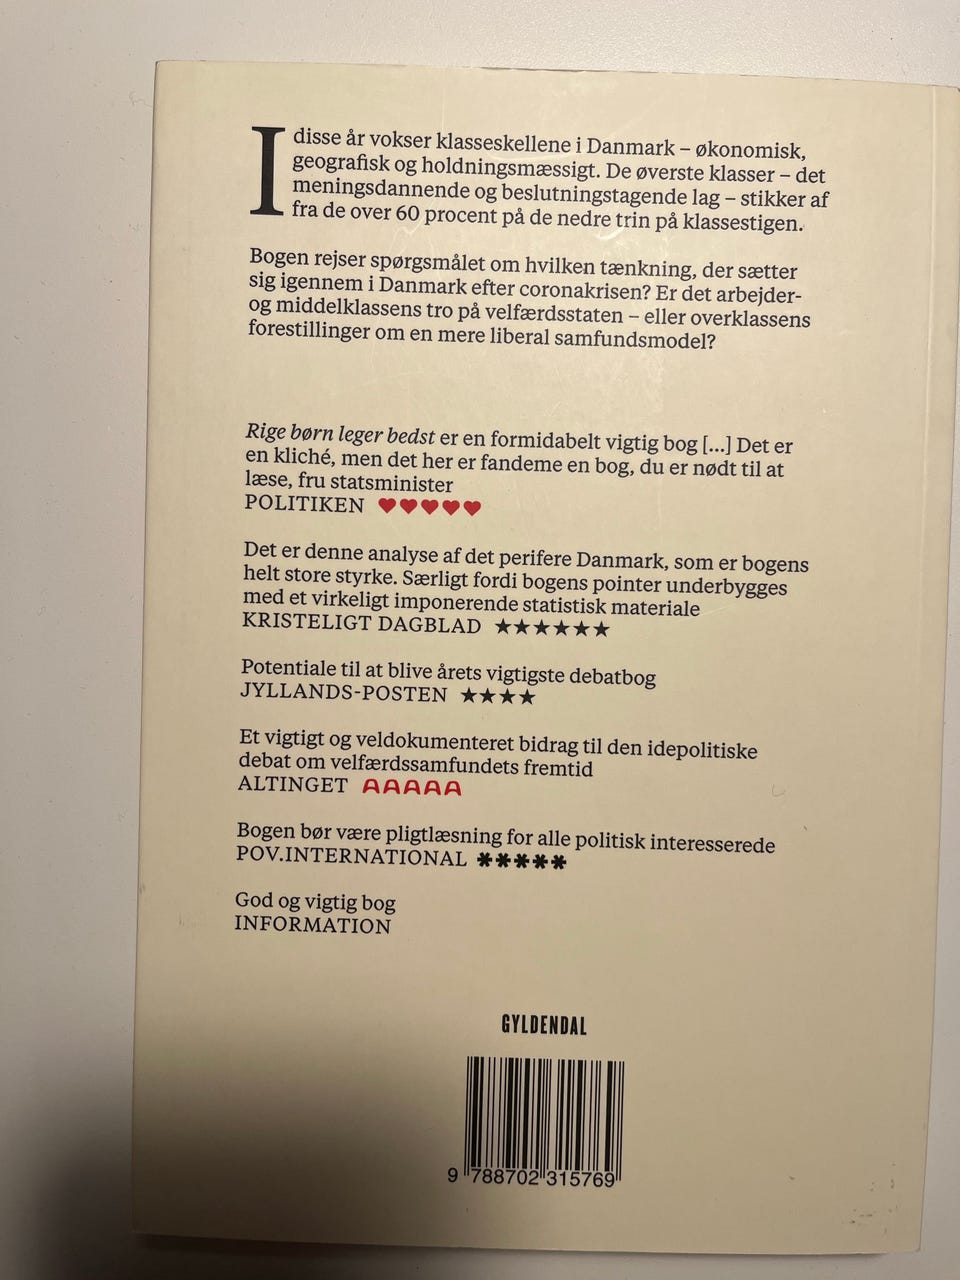 I disse år vokser klasseskellene i Danmark – økonomisk,
geografisk og holdningsmæssigt. De øverste klasser – det
meningsdannende og beslutningstagende lag – stikker af
fra de over 60 procent på de nedre trin på klassestigen.
Bogen rejser spørgsmålet om hvilken tænkning, der sætter
sig igennem i Danmark efter coronakrisen? Er det arbejder-
og middelklassens tro på velfærdsstaten – eller overklassens
forestillinger om en mere liberal samfundsmodel?
Rige børn leger bedst er en formidabelt vigtig bog [...] Det er
en kliché, men det her er fandeme en bog, du er nødt til at
læse, fru statsminister
POLITIKEN ♥♥♥♥♥
Det er denne analyse af det perifere Danmark, som er bogens
helt store styrke. Særligt fordi bogens pointer underbygges
med et virkeligt imponerende statistisk materiale
KRISTELIGT DAGBLAD ★★★★★★
Potentiale til at blive årets vigtigste debatbog
JYLLANDS-POSTEN ★★★★
Et vigtigt og veldokumenteret bidrag til den idepolitiske
debat om velfærdssamfundets fremtid
ALTINGET AAAAA
Bogen bør være pligtlæsning for alle politisk interesserede
POV.INTERNATIONAL ✱✱✱✱✱
God og vigtig bog
INFORMATION
GYLDENDAL
9 788702 315769